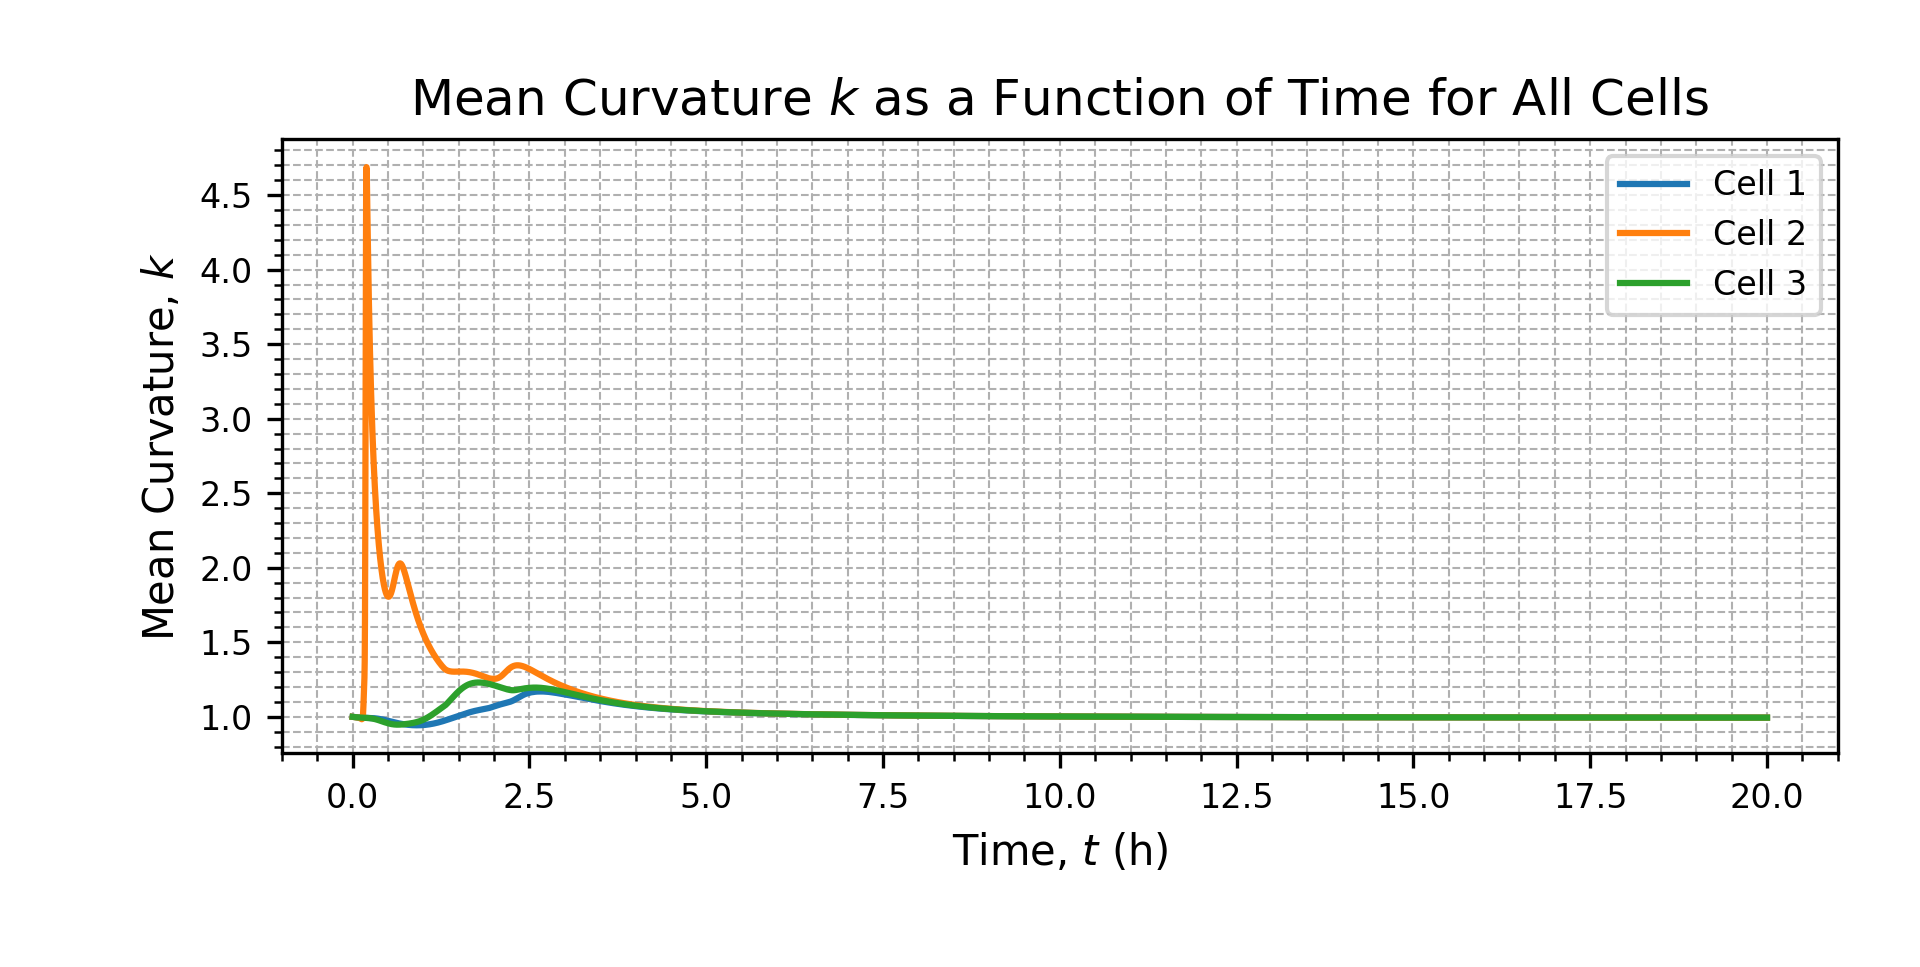 Mean Curvature k as a Function of Time for All Cells
Mean Curvature, k
4.5
4.0
3.5
3.0
2.5
2.0
1.5
1.0
Cell 1
Cell 2
Cell 3
0.0 2.5 5.0 7.5 10.0 12.5 15.0 17.5 20.0
Time, t (h)